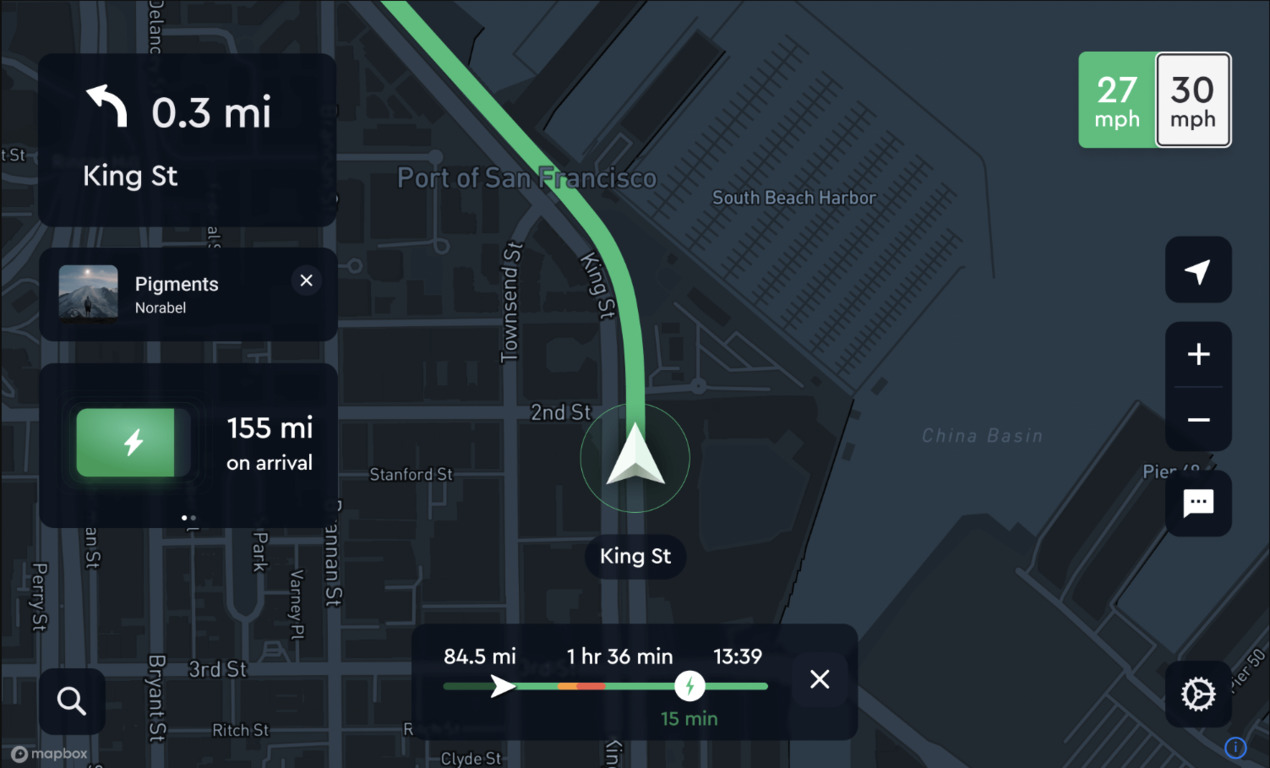 0.3 mi
King St
Pigments
Norabel
155 mi
on arrival
27
mph
30
mph
Port of San Francisco
South Beach Harbor
China Basin
King St
Townsend St
2nd St
Stanford St
Park
Varney Pl
Perry St
Bryant St
3rd St
Ritch St
Clyde St
Pier 50
King St
84.5 mi
1 hr 36 min
13:39
15 min
mapbox